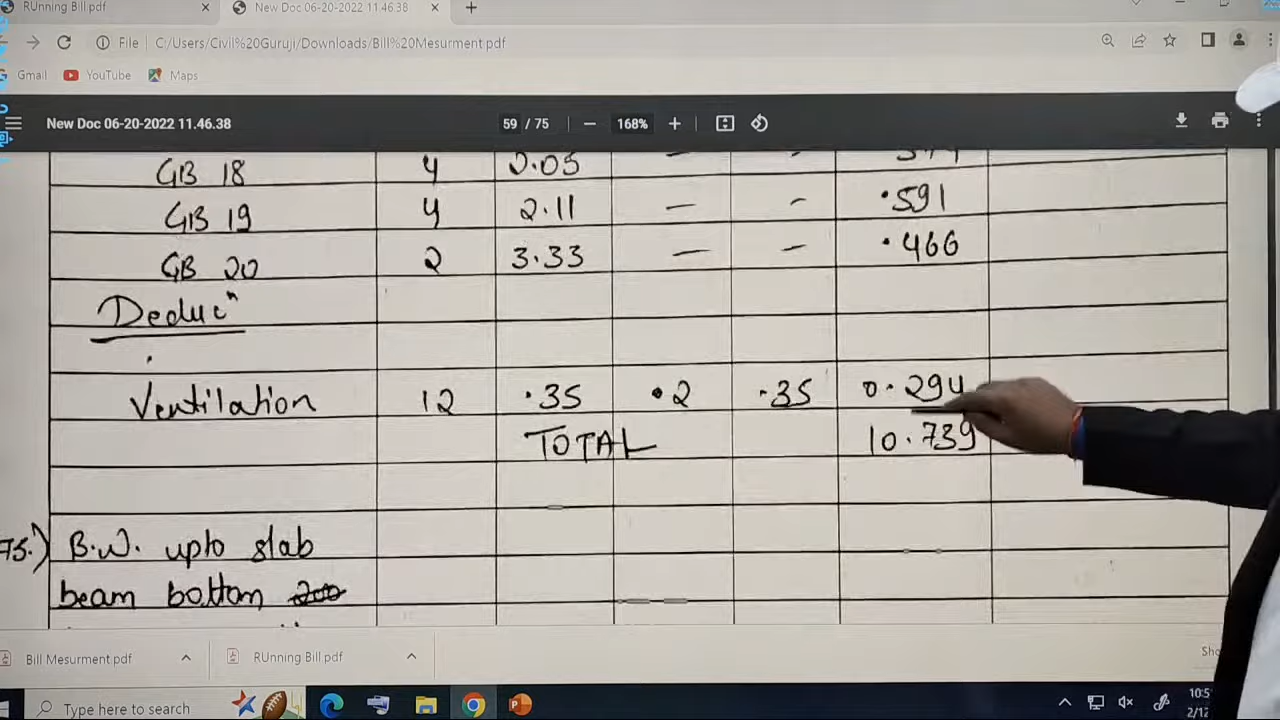 RUnning Bill.pdf × New Doc 06-20-2022 11.46.38 × +
File C:/Users/Civil%20Guruji/Downloads/Bill%20Mesurment.pdf
Gmail YouTube Maps
New Doc 06-20-2022 11.46.38 59 / 75 − 168% +
GB 18 4 2.05 - -
GB 19 4 2.11 - - .591
GB 20 2 3.33 - - .466
Deducn
Ventilation 12 .35 .2 .35 0.294
TOTAL 10.739
75.) B.W. upto slab
beam bottom
Bill Mesurment.pdf RUnning Bill.pdf
Type here to search